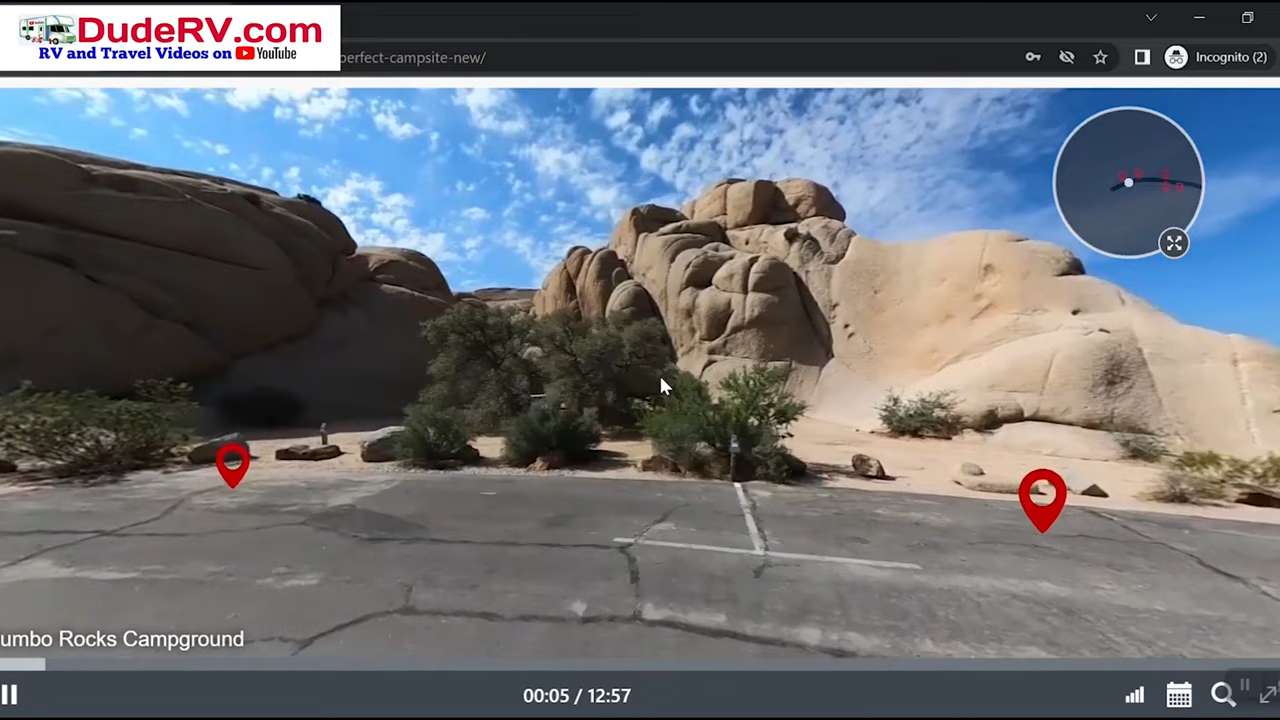 DudeRV.com
RV and Travel Videos on YouTube
perfect-campsite-new/
Incognito (2)
umbo Rocks Campground
00:05 / 12:57